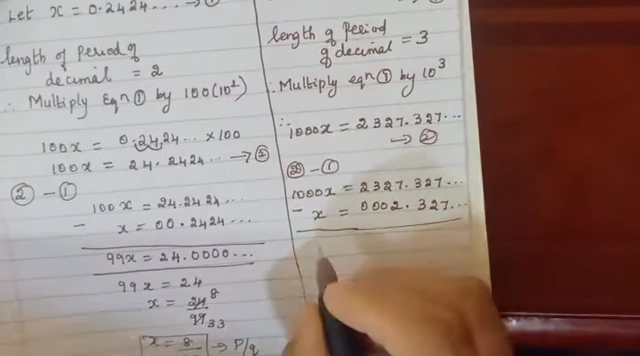 Let x = 0.2424.... → ①
length of Period of
decimal = 2
∴ Multiply Eqn ① by 100 (10²)
100x = 0.2424... × 100
100x = 24.2424... → ②
② - ①
100x = 24.2424...
- x = 00.2424...
99x = 24.0000...
99x = 24
x = 24 8
99 33
x = 8 → P/q
length of Period
of decimal = 3
∴ Multiply eqn ① by 10³
∴ 1000x = 2327.327...
→ ②
② - ①
1000x = 2327.327...
- x = 0002.327...